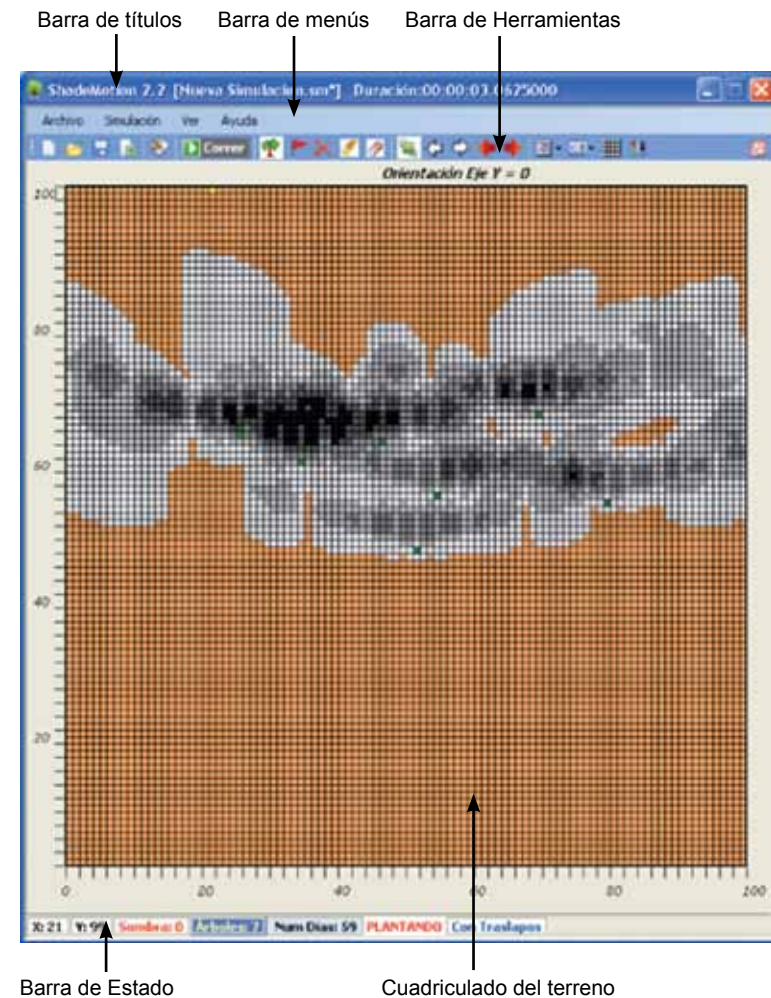 Barra de títulos Barra de menús Barra de Herramientas
ShadeMotion 2.2 [Nueva Simulacion.sm*] Duración:00:00:03.0625000
Archivo Simulación Ver Ayuda
Correr
Orientación Eje Y = 0
100
80
60
40
20
0 20 40 60 80 100
X: 21 Y: 99 Sombra: 0 Num Dias: 59 PLANTANDO Con Traslapos
Barra de Estado Cuadriculado del terreno